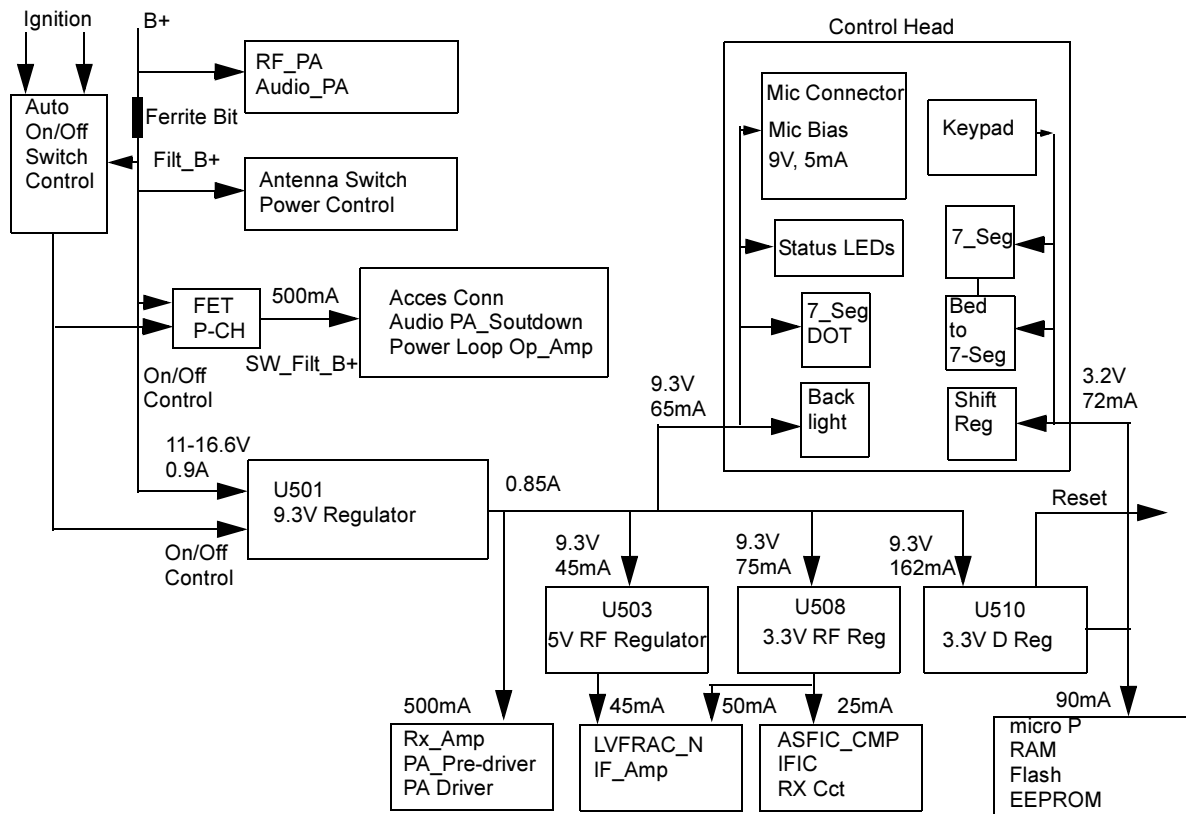 Ignition
B+
Control Head
RF_PA
Audio_PA
Auto
On/Off
Switch
Control
Ferrite Bit
Filt_B+
Antenna Switch
Power Control
Mic Connector
Mic Bias
9V, 5mA
Keypad
Status LEDs
7_Seg
7_Seg
DOT
Bed
to
7-Seg
Back
light
Shift
Reg
FET
P-CH
500mA
SW_Filt_B+
Acces Conn
Audio PA_Soutdown
Power Loop Op_Amp
On/Off
Control
9.3V
65mA
3.2V
72mA
11-16.6V
0.9A
U501
9.3V Regulator
0.85A
Reset
On/Off
Control
9.3V
45mA
9.3V
75mA
9.3V
162mA
U503
5V RF Regulator
U508
3.3V RF Reg
U510
3.3V D Reg
500mA
45mA
50mA
25mA
90mA
Rx_Amp
PA_Pre-driver
PA Driver
LVFRAC_N
IF_Amp
ASFIC_CMP
IFIC
RX Cct
micro P
RAM
Flash
EEPROM